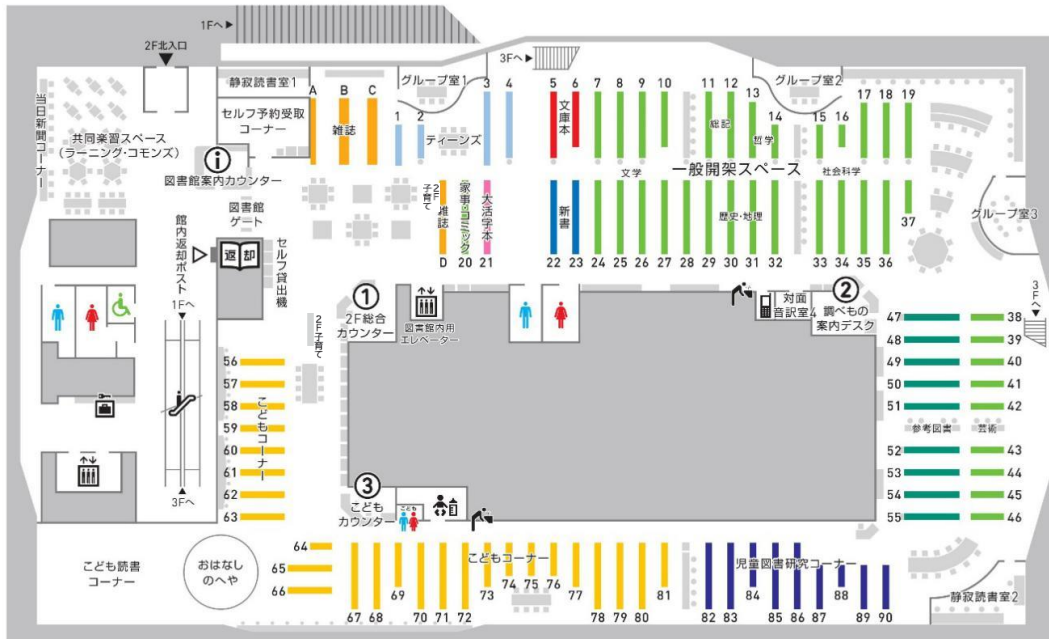 1Fへ
2F北入口
3Fへ
静寂読書室1
セルフ予約受取
コーナー
A
B
C
雑誌
グループ室1
1
2
3
4
ティーンズ
5
6
文庫本
7
8
9
10
11
12
13
14
総記
哲学
グループ室2
15
16
17
18
19
当日新聞コーナー
共同楽習スペース
(ラーニング・コモンズ)
i
図書館案内カウンター
文学
一般開架スペース
社会科学
図書館
ゲート
2F
子育て
雑誌
家事・コミック
大活字本
新書
歴史・地理
グループ室3
館内返却ポスト
返却
セルフ貸出機
D
20
21
22
23
24
25
26
27
28
29
30
31
32
33
34
35
36
37
1Fへ
①
2F総合
カウンター
図書館内用
エレベーター
対面
音訳室4
②
調べもの
案内デスク
3Fへ
2F子育て
47
48
49
50
51
参考図書
52
53
54
55
38
39
40
41
42
芸術
43
44
45
46
56
57
58
59
60
61
62
63
こどもコーナー
3Fへ
③
こども
カウンター
こども
こども読書
コーナー
おはなし
のへや
64
65
66
こどもコーナー
67
68
69
70
71
72
73
74
75
76
77
78
79
80
81
児童図書研究コーナー
82
83
84
85
86
87
88
89
90
静寂読書室2